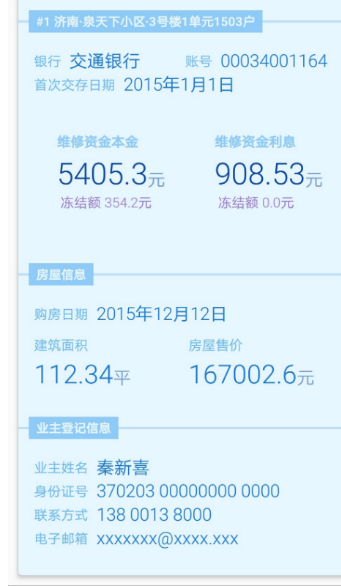 #1 济南·泉天下小区·3号楼1单元1503户
银行 交通银行 账号 00034001164
首次交存日期 2015年1月1日
维修资金本金 维修资金利息
5405.3元 908.53元
冻结额 354.2元 冻结额 0.0元
房屋信息
购房日期 2015年12月12日
建筑面积 房屋售价
112.34平 167002.6元
业主登记信息
业主姓名 秦新喜
身份证号 370203 00000000 0000
联系方式 138 0013 8000
电子邮箱 xxxxxxx@xxxx.xxx